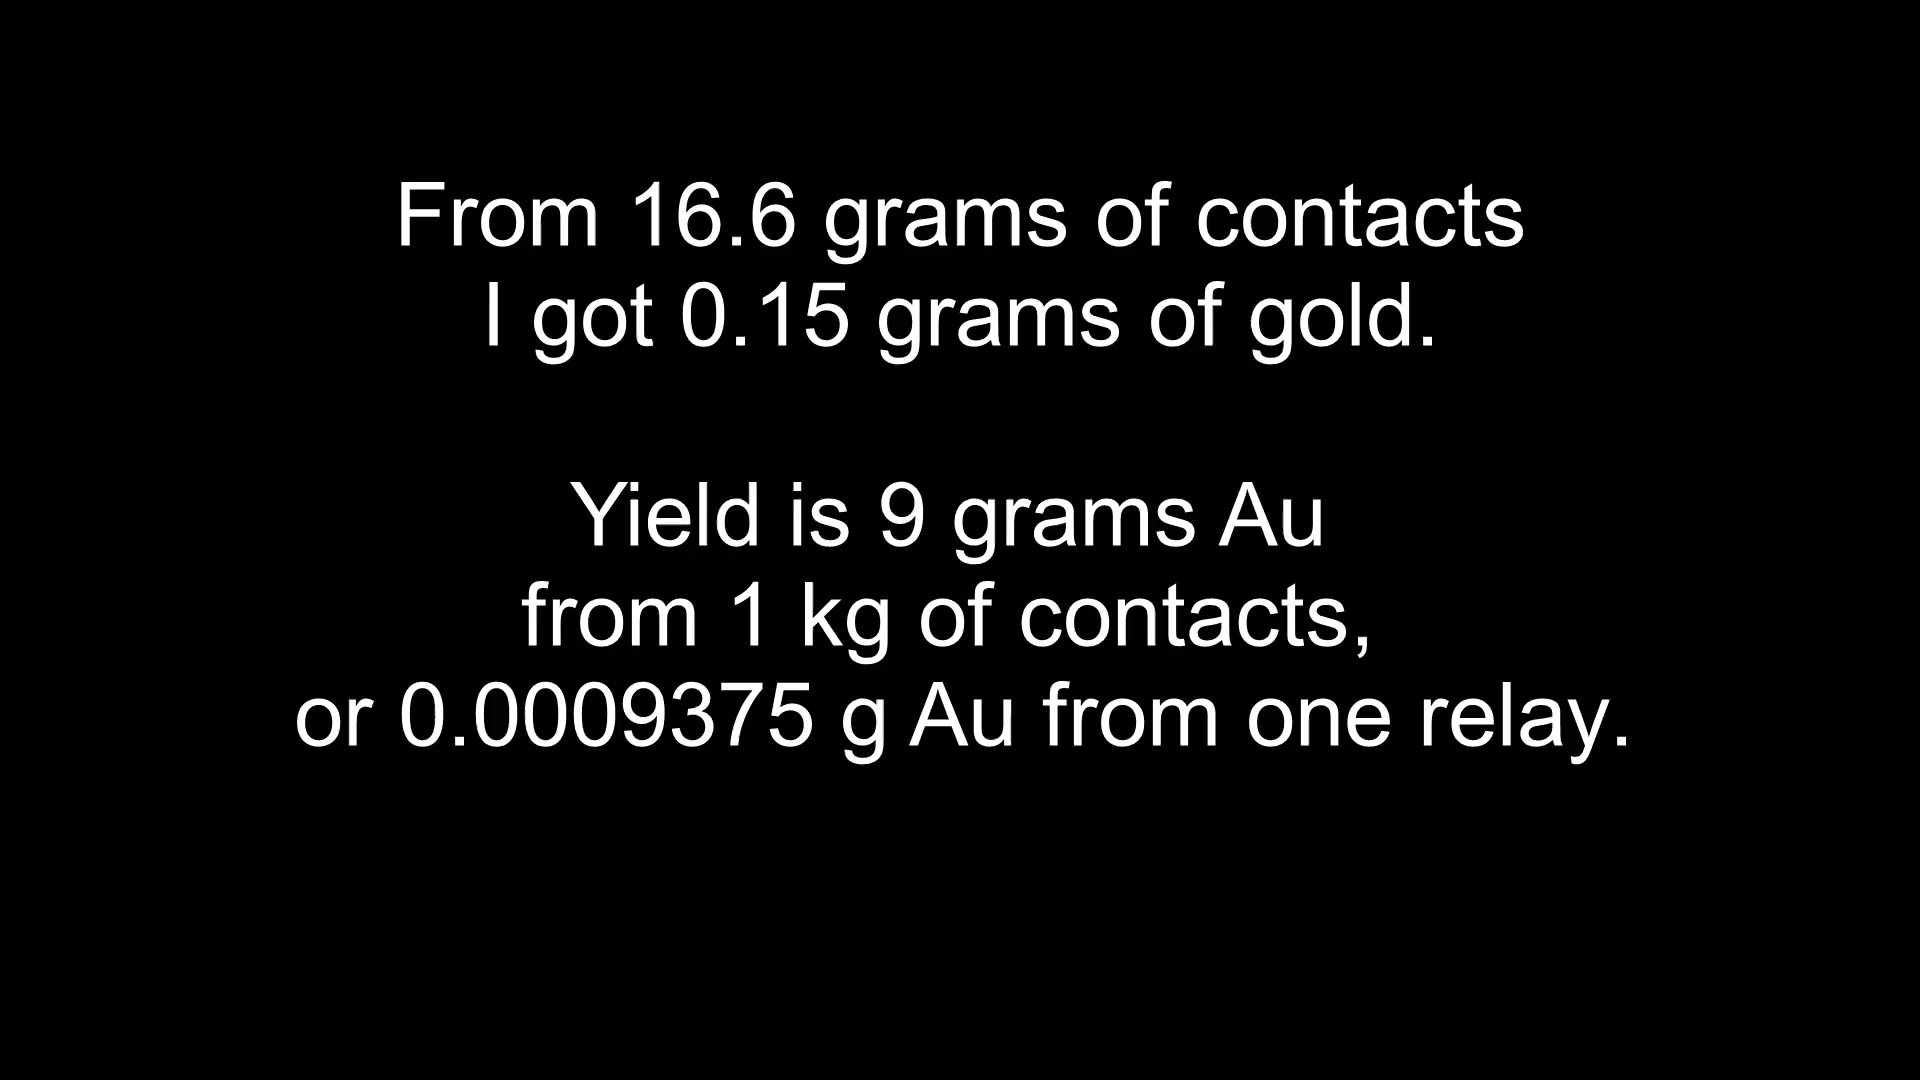 From 16.6 grams of contacts
I got 0.15 grams of gold.
Yield is 9 grams Au
from 1 kg of contacts,
or 0.0009375 g Au from one relay.